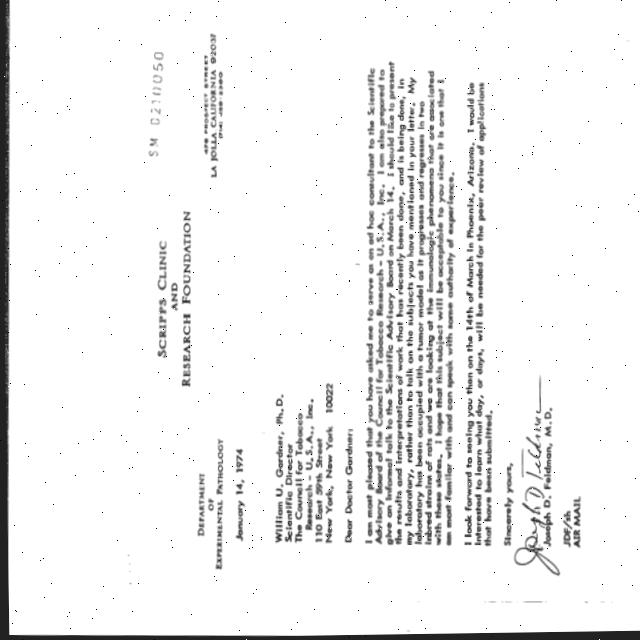 SM 0210050
SCRIPPS CLINIC
AND
RESEARCH FOUNDATION
476 PROSPECT STREET
LA JOLLA CALIFORNIA 92037
DEPARTMENT
OF
EXPERIMENTAL PATHOLOGY
January 14, 1974
William U. Gardner, Ph.D.
Scientific Director
The Council for Tobacco
Research - U.S.A., Inc.
110 East 59th Street
New York, New York 10022
Dear Doctor Gardner:
I am most pleased that you have asked me to serve as an ad hoc consultant to the Scientific
Advisory Board of the Council for Tobacco Research - U.S.A., Inc. I am also prepared to
give an informal talk to the Scientific Advisory Board on March 14. I should like to present
the results and interpretations of work that has recently been done, and is being done, in
my laboratory, rather than to talk on the subjects you have mentioned in your letter. My
laboratory has been occupied with a tumor model as it progresses and regresses in two
inbred strains of rats and we are looking at the immunologic phenomena that are associated
with these states. I hope that this subject will be acceptable to you since it is one that I
am most familiar with and can speak with some authority of experience.
I look forward to seeing you then on the 14th of March in Phoenix, Arizona. I would be
interested to learn what day, or days, will be needed for the peer review of applications
that have been submitted.
Sincerely yours,
Joseph D. Feldman
Joseph D. Feldman, M.D.
JDF/sh
AIR MAIL